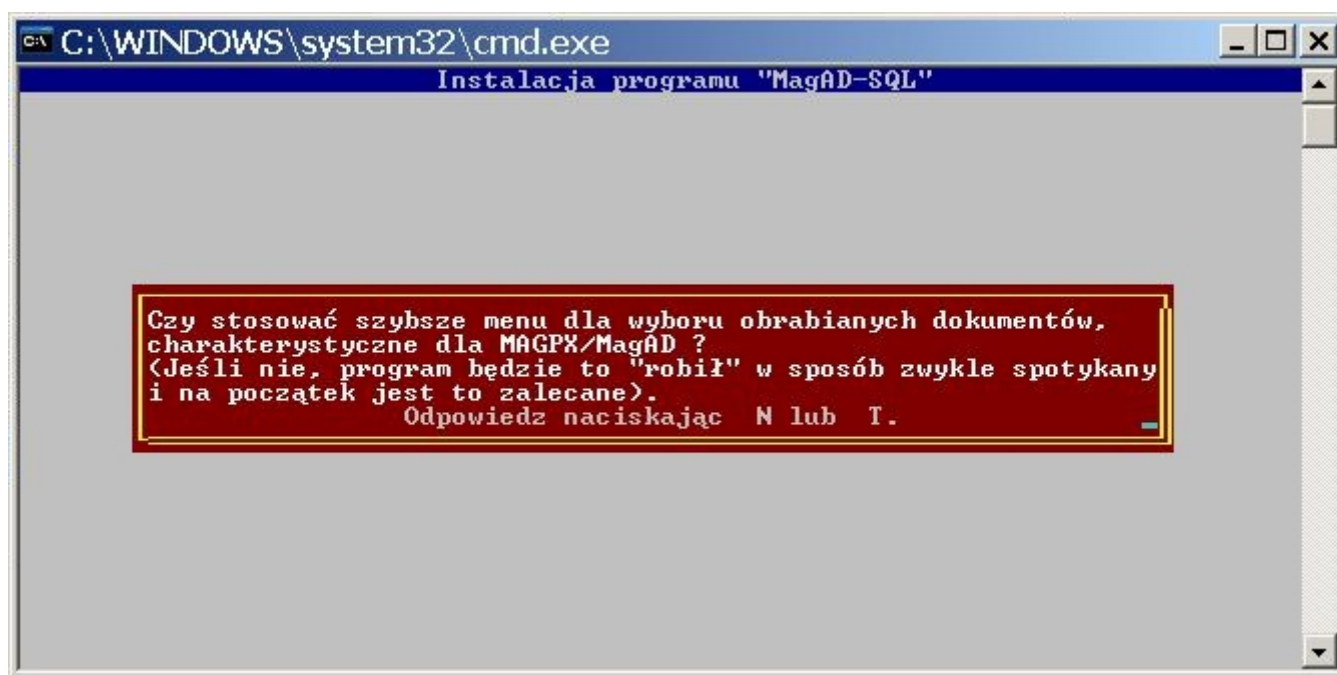 C:\WINDOWS\system32\cmd.exe
Instalacja programu "MagAD-SQL"
Czy stosować szybsze menu dla wyboru obrabianych dokumentów,
charakterystyczne dla MAGPX/MagAD ?
(Jeśli nie, program będzie to "robił" w sposób zwykle spotykany
i na początek jest to zalecane).
Odpowiedz naciskając N lub T.